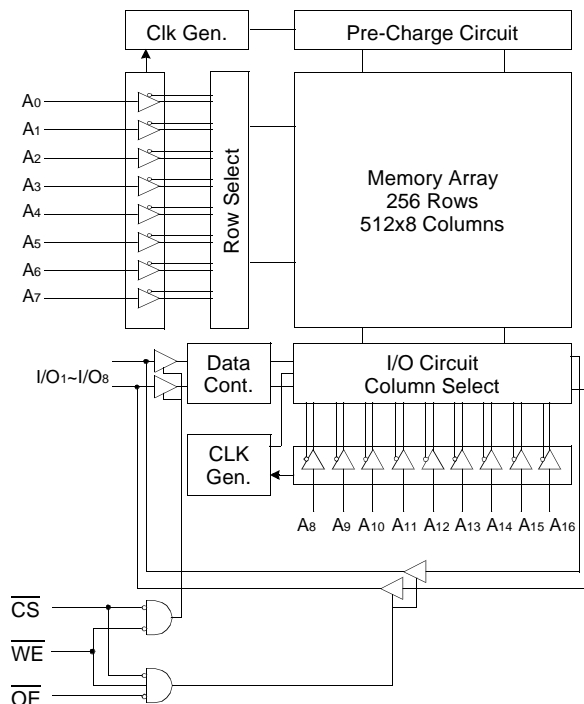 Clk Gen.
Pre-Charge Circuit
A0
A1
A2
A3
A4
A5
A6
A7
Row Select
Memory Array
256 Rows
512x8 Columns
I/O1~I/O8
Data
Cont.
I/O Circuit
Column Select
CLK
Gen.
A8 A9 A10 A11 A12 A13 A14 A15 A16
CS
WE
OE